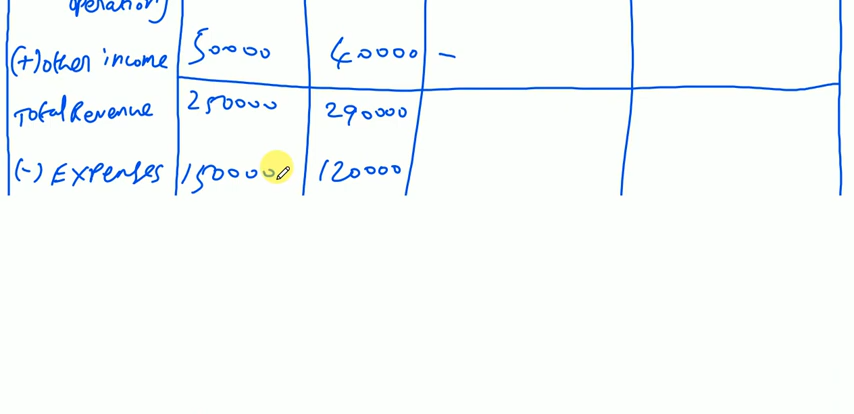 operation)
(+) other income 50000 40000 -
Total Revenue 250000 290000
(-) Expenses 150000 120000